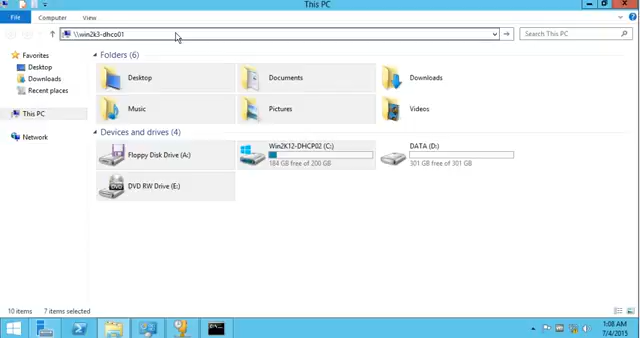 This PC
File
Computer
View
\\win2k3-dhco01
Search This PC
Favorites
Desktop
Downloads
Recent places
This PC
Network
Folders (6)
Desktop
Documents
Downloads
Music
Pictures
Videos
Devices and drives (4)
Floppy Disk Drive (A:)
Win2K12-DHCP02 (C:)
184 GB free of 200 GB
DATA (D:)
301 GB free of 301 GB
DVD
DVD RW Drive (E:)
10 items
7 items selected
1:08 AM
7/4/2015